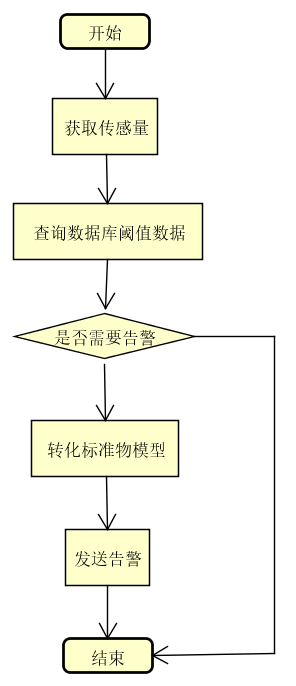 开始
获取传感量
查询数据库阈值数据
是否需要告警
转化标准物模型
发送告警
结束